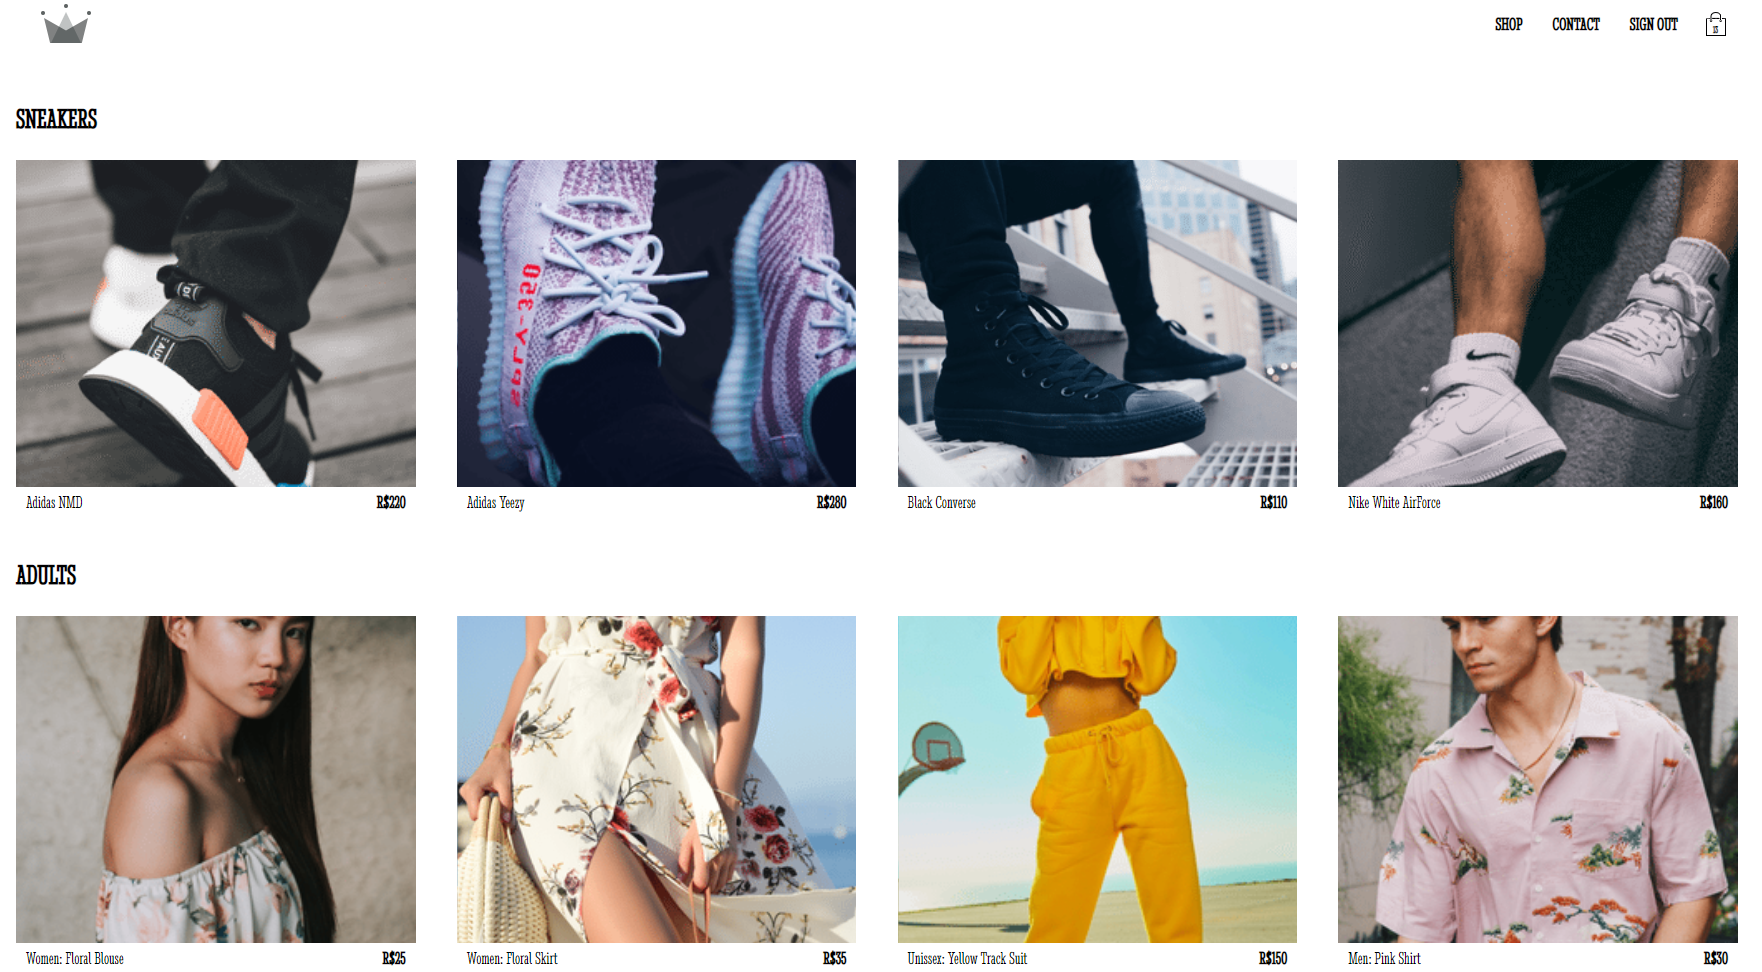 SHOP CONTACT SIGN OUT
SNEAKERS
Adidas NMD R$220
Adidas Yeezy R$280
Black Converse R$110
Nike White AirForce R$160
ADULTS
Women: Floral Blouse R$25
Women: Floral Skirt R$35
Unissex: Yellow Track Suit R$150
Men: Pink Shirt R$30